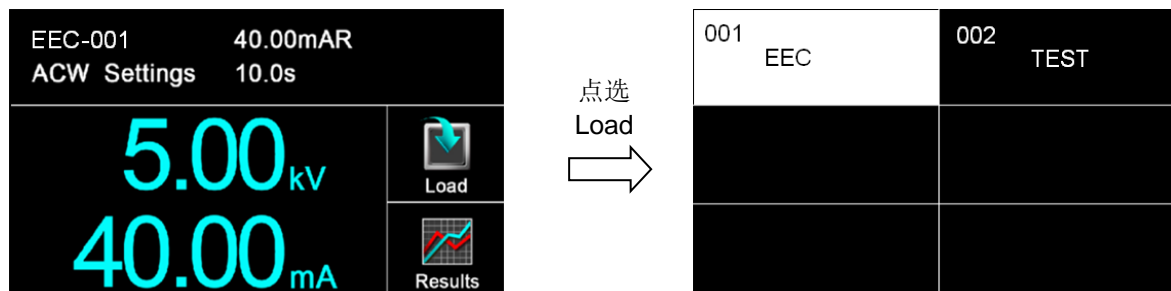 EEC-001 40.00mAR
ACW Settings 10.0s
5.00kV
Load
40.00mA
Results
点选
Load
001
EEC
002
TEST